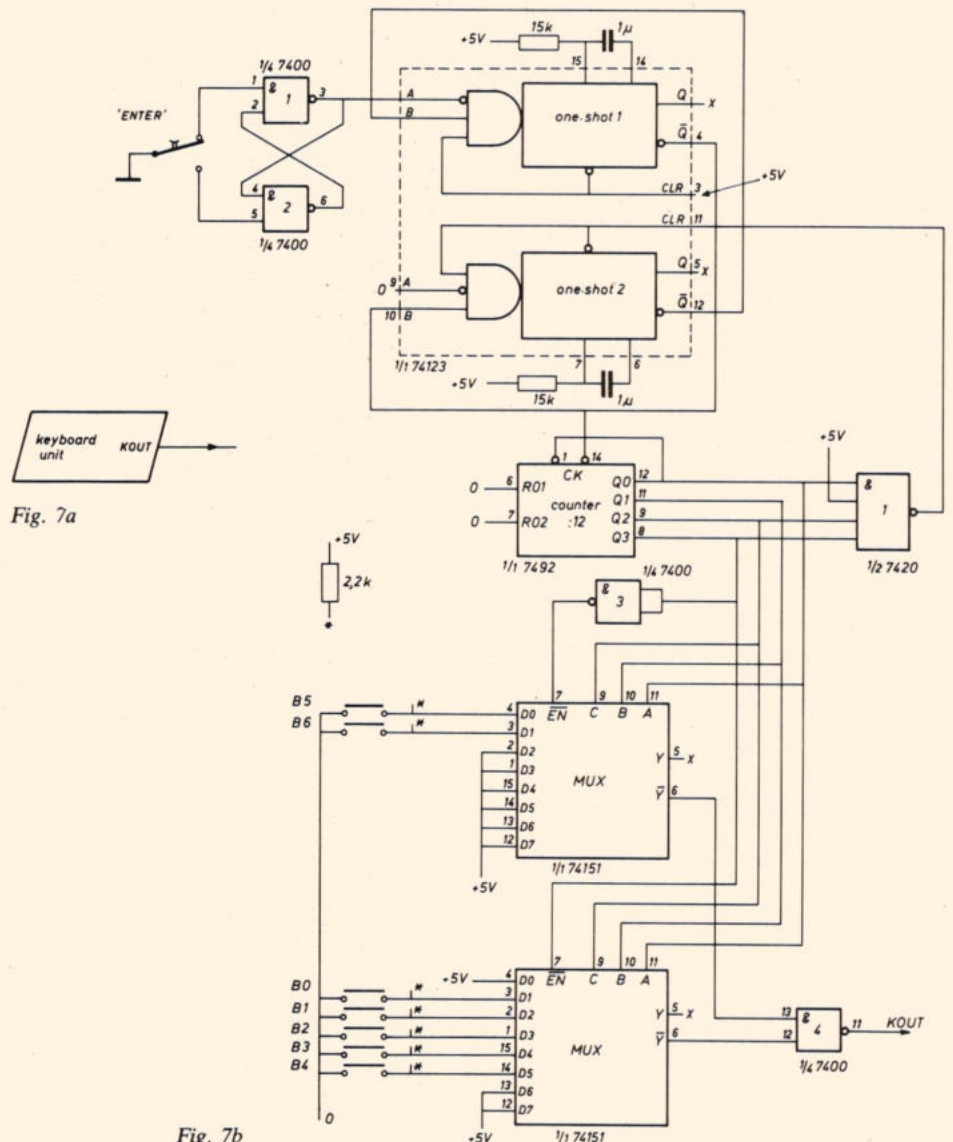 +5V
15k
1μ
15
14
1/4 7400
1
&
2
1
3
'ENTER'
A
B
one-shot 1
Q
x
Q̄
4
4
&
5
2
6
1/4 7400
CLR
3
+5V
CLR
11
0
9
A
10
B
one-shot 2
Q
5
x
Q̄
12
1/1 74123
7
6
+5V
15k
1μ
keyboard
unit
KOUT
Fig. 7a
1
14
CK
6
R01
7
R02
0
0
counter
:12
Q0
12
Q1
11
Q2
9
Q3
8
1/1 7492
+5V
&
1
1/2 7420
+5V
2,2k
*
1/4 7400
&
3
7
9
10
11
EN
C
B
A
B5
*
4
D0
B6
*
3
D1
2
D2
1
D3
15
D4
14
D5
13
D6
12
D7
MUX
Y
5
x
Ȳ
6
+5V
1/1 74151
7
9
10
11
EN
C
B
A
+5V
4
D0
B0
*
3
D1
B1
*
2
D2
B2
*
1
D3
B3
*
15
D4
B4
*
14
D5
13
D6
12
D7
MUX
Y
5
x
Ȳ
6
13
12
&
4
11
KOUT
1/4 7400
0
+5V
1/1 74151
Fig. 7b